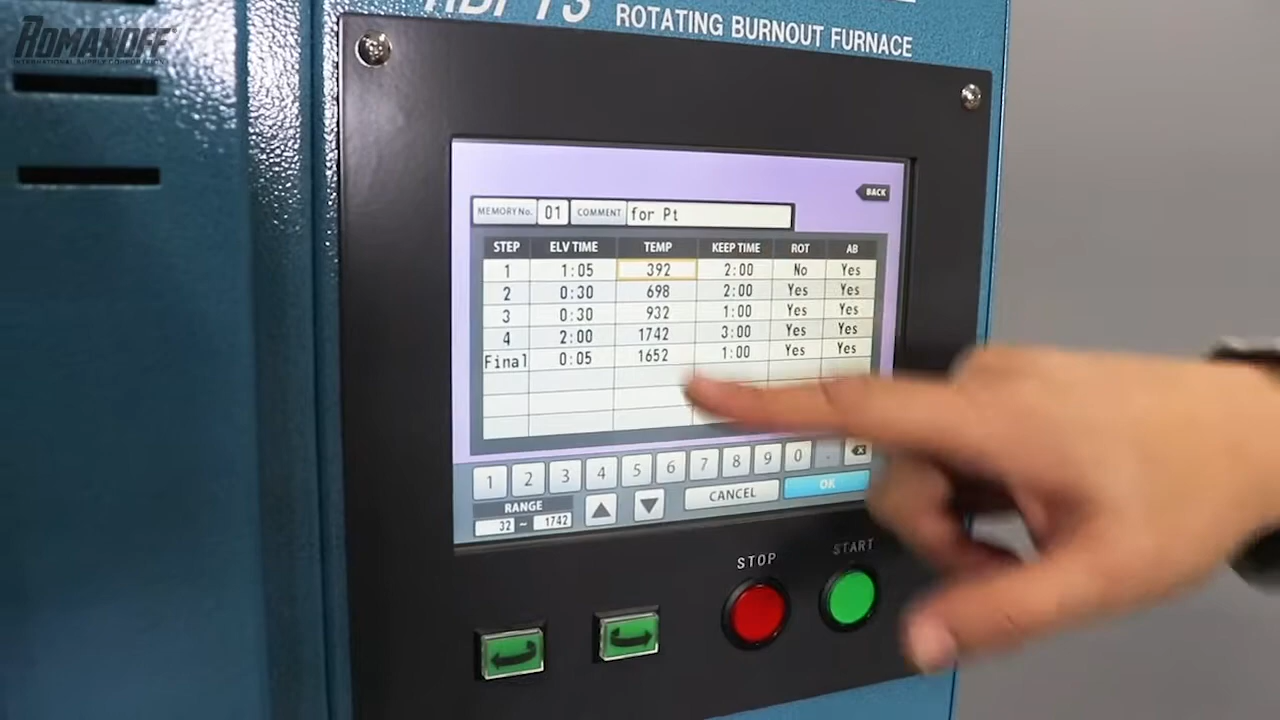 ROMANOFF
INTERNATIONAL SUPPLY CORPORATION
ROTATING BURNOUT FURNACE
BACK
MEMORY No. 01 COMMENT for Pt
STEP ELV TIME TEMP KEEP TIME ROT AB
1 1:05 392 2:00 No Yes
2 0:30 698 2:00 Yes Yes
3 0:30 932 1:00 Yes Yes
4 2:00 1742 3:00 Yes Yes
Final 0:05 1652 1:00 Yes Yes
1 2 3 4 5 6 7 8 9 0 .
RANGE
32 ~ 1742
CANCEL
OK
STOP
START